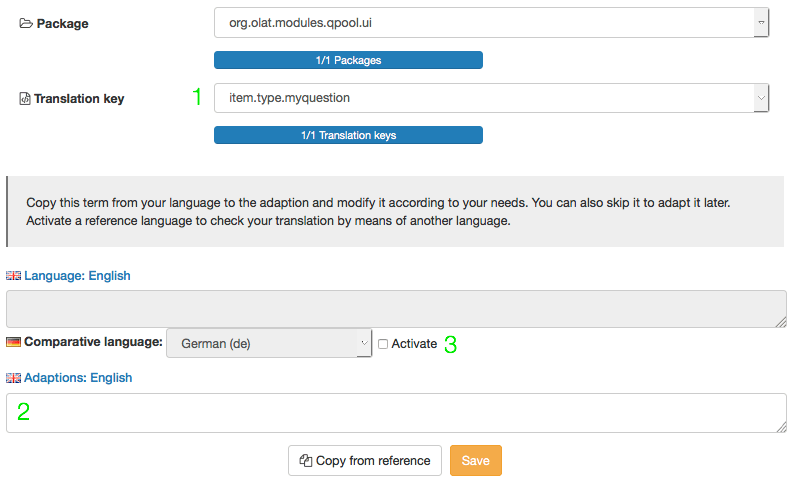 Package
org.olat.modules.qpool.ui
1/1 Packages
Translation key
1
item.type.myquestion
1/1 Translation keys
Copy this term from your language to the adaption and modify it according to your needs. You can also skip it to adapt it later.
Activate a reference language to check your translation by means of another language.
Language: English
Comparative language:
German (de)
Activate
3
Adaptions: English
2
Copy from reference
Save